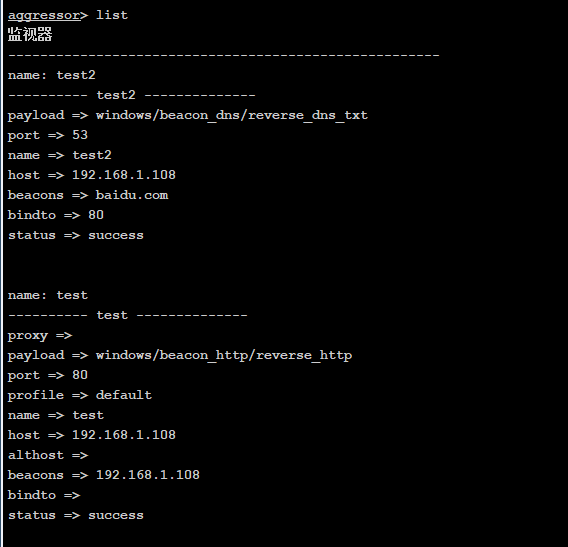 aggressor> list
监视器
------------------------------------------------------
name: test2
---------- test2 --------------
payload => windows/beacon_dns/reverse_dns_txt
port => 53
name => test2
host => 192.168.1.108
beacons => baidu.com
bindto => 80
status => success
name: test
---------- test --------------
proxy =>
payload => windows/beacon_http/reverse_http
port => 80
profile => default
name => test
host => 192.168.1.108
althost =>
beacons => 192.168.1.108
bindto =>
status => success